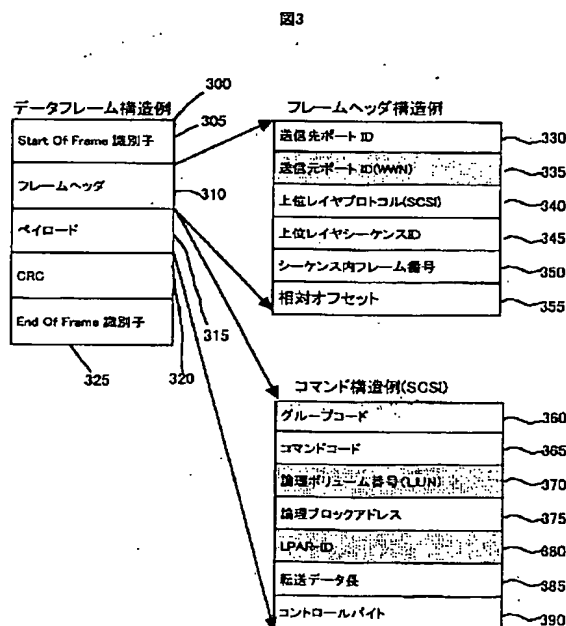 図3
データフレーム構造例
300
305
Start Of Frame 識別子
フレームヘッダ
310
ペイロード
CRC
End Of Frame 識別子
315
320
325
フレームヘッダ構造例
送信先ポート ID
330
送信元ポート ID(WWN)
335
上位レイヤプロトコル(SCSI)
340
上位レイヤシーケンスID
345
シーケンス内フレーム番号
350
相対オフセット
355
コマンド構造例(SCSI)
グループコード
360
コマンドコード
365
論理ボリューム番号(LUN)
370
論理ブロックアドレス
375
LPAR-ID
380
転送データ長
385
コントロールバイト
390